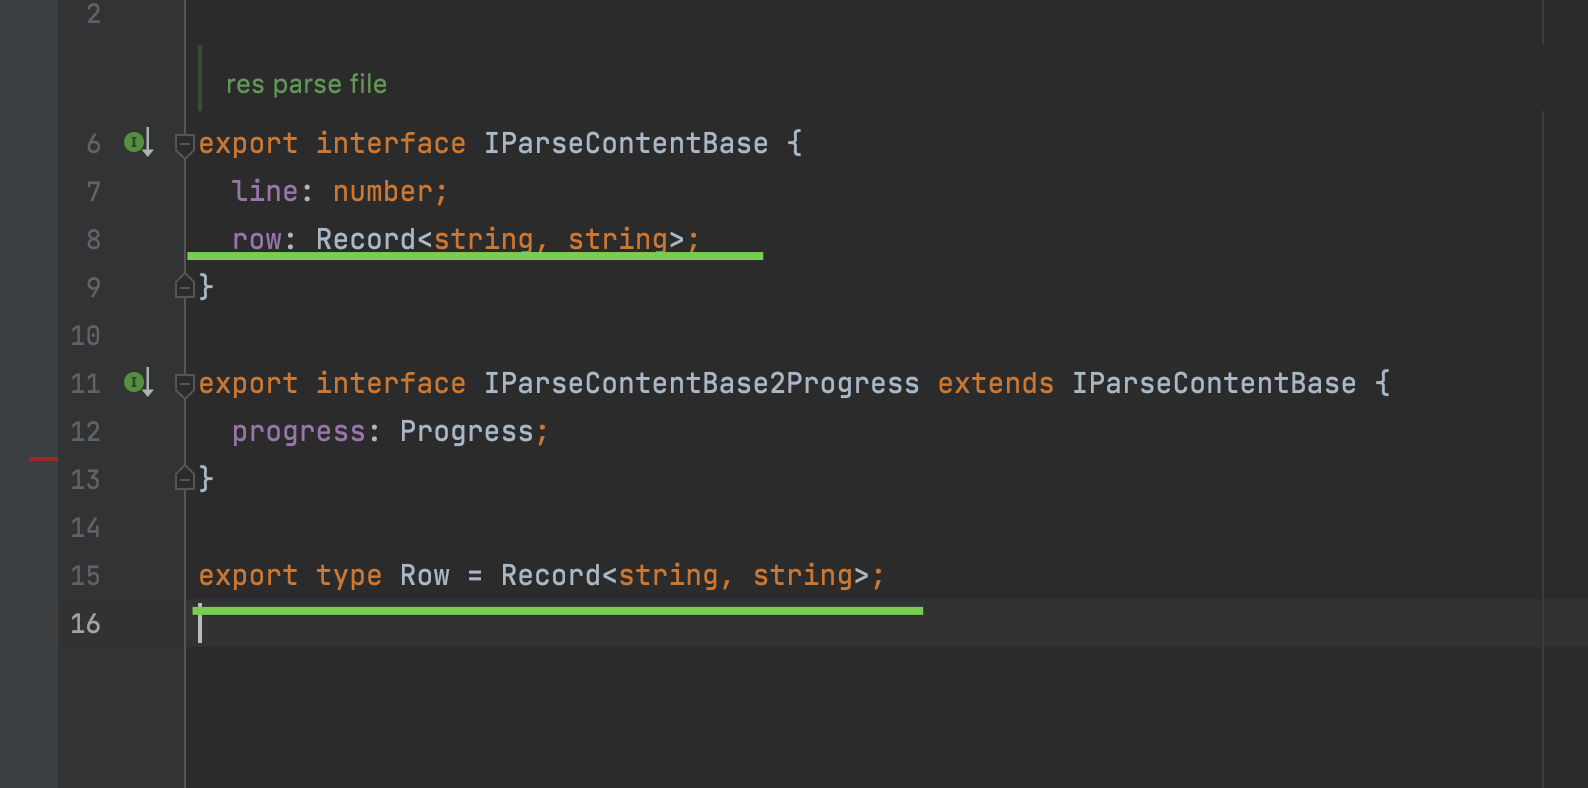 2
res parse file
6 export interface IParseContentBase {
7 line: number;
8 row: Record<string, string>;
9 }
10
11 export interface IParseContentBase2Progress extends IParseContentBase {
12 progress: Progress;
13 }
14
15 export type Row = Record<string, string>;
16